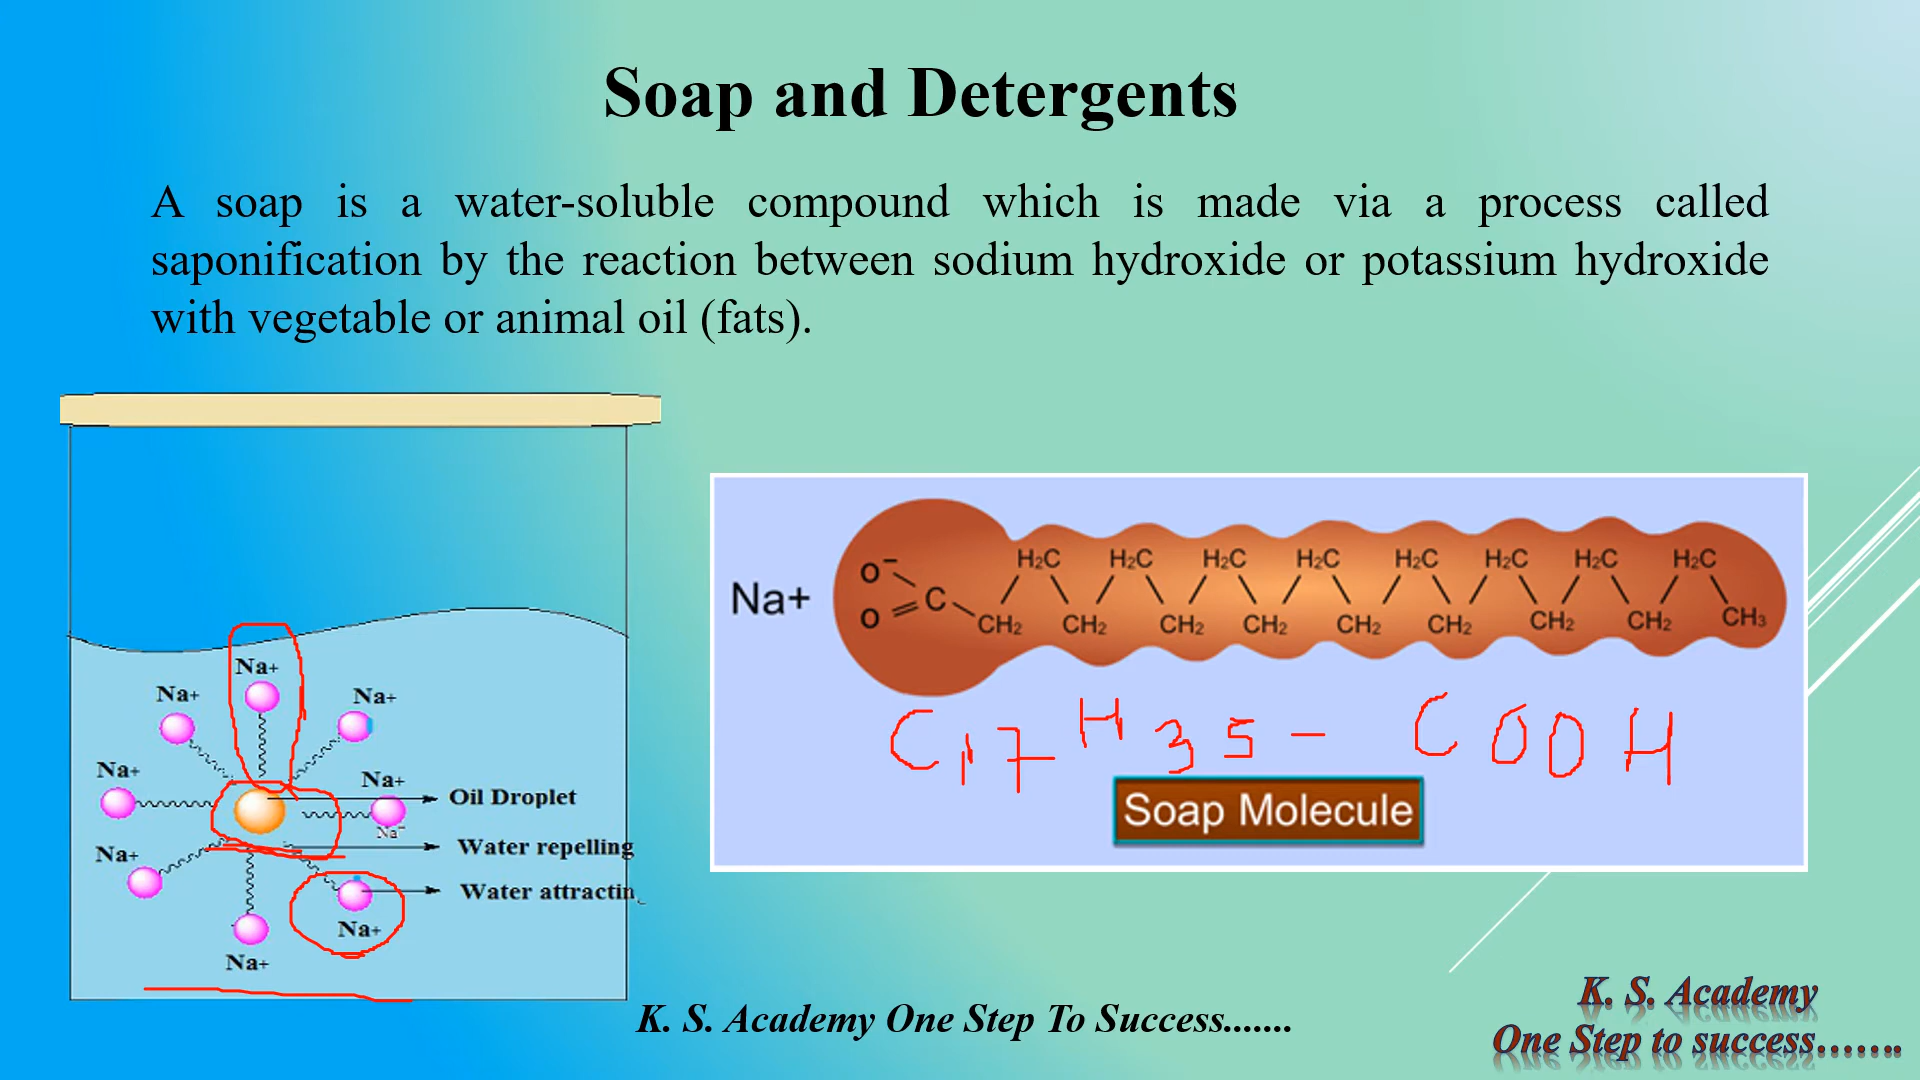 Soap and Detergents
A soap is a water-soluble compound which is made via a process called
saponification by the reaction between sodium hydroxide or potassium hydroxide
with vegetable or animal oil (fats).
Na+
Na+
Na+
Na+
Na+
Na+
Na+
Na+
Na+
Oil Droplet
Water repelling
Water attractin
Na+
O⁻
O
C
H₂C H₂C H₂C H₂C H₂C H₂C H₂C H₂C
CH₂ CH₂ CH₂ CH₂ CH₂ CH₂ CH₂ CH₂ CH₃
C17H35- COOH
Soap Molecule
K. S. Academy One Step To Success.......
K. S. Academy
One Step to success.......